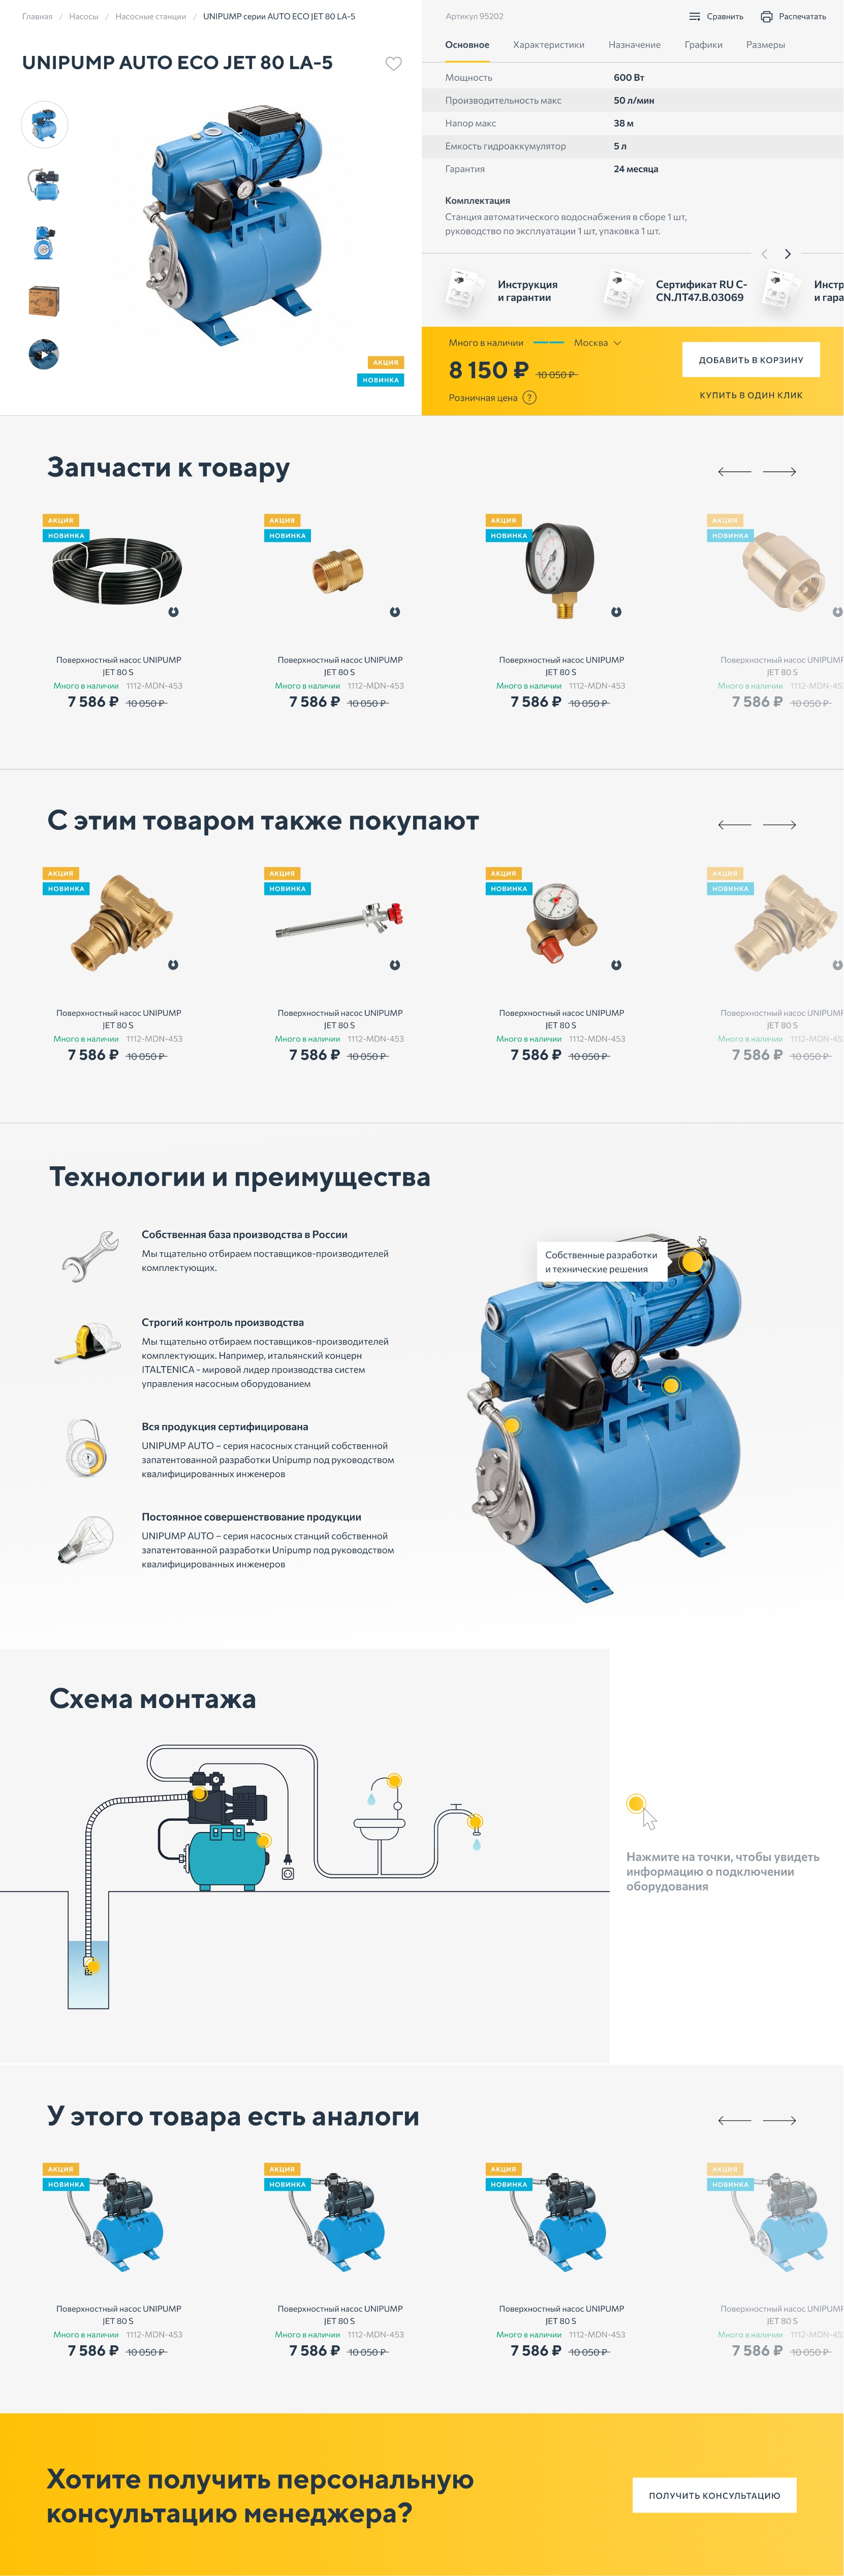 Главная / Насосы / Насосные станции / UNIPUMP серии AUTO ECO JET 80 LA-5
UNIPUMP AUTO ECO JET 80 LA-5
АКЦИЯ
НОВИНКА
Артикул 95202
Сравнить
Распечатать
Основное Характеристики Назначение Графики Размеры
Мощность 600 Вт
Производительность макс 50 л/мин
Напор макс 38 м
Емкость гидроаккумулятор 5 л
Гарантия 24 месяца
Комплектация
Станция автоматического водоснабжения в сборе 1 шт,
руководство по эксплуатации 1 шт, упаковка 1 шт.
Инструкция
и гарантии
Сертификат RU C-
CN.ЛТ47.В.03069
Инстр
и гара
Много в наличии Москва
8 150 ₽ 10 050 ₽
Розничная цена ?
ДОБАВИТЬ В КОРЗИНУ
КУПИТЬ В ОДИН КЛИК
Запчасти к товару
АКЦИЯ
НОВИНКА
Поверхностный насос UNIPUMP
JET 80 S
Много в наличии 1112-MDN-453
7 586 ₽ 10 050 ₽
АКЦИЯ
НОВИНКА
Поверхностный насос UNIPUMP
JET 80 S
Много в наличии 1112-MDN-453
7 586 ₽ 10 050 ₽
АКЦИЯ
НОВИНКА
Поверхностный насос UNIPUMP
JET 80 S
Много в наличии 1112-MDN-453
7 586 ₽ 10 050 ₽
АКЦИЯ
НОВИНКА
Поверхностный насос UNIPUMP
JET 80 S
Много в наличии 1112-MDN-45
7 586 ₽ 10 050 ₽
С этим товаром также покупают
АКЦИЯ
НОВИНКА
Поверхностный насос UNIPUMP
JET 80 S
Много в наличии 1112-MDN-453
7 586 ₽ 10 050 ₽
АКЦИЯ
НОВИНКА
Поверхностный насос UNIPUMP
JET 80 S
Много в наличии 1112-MDN-453
7 586 ₽ 10 050 ₽
АКЦИЯ
НОВИНКА
Поверхностный насос UNIPUMP
JET 80 S
Много в наличии 1112-MDN-453
7 586 ₽ 10 050 ₽
АКЦИЯ
НОВИНКА
Поверхностный насос UNIPUMP
JET 80 S
Много в наличии 1112-MDN-45
7 586 ₽ 10 050 ₽
Технологии и преимущества
Собственная база производства в России
Мы тщательно отбираем поставщиков-производителей
комплектующих.
Строгий контроль производства
Мы тщательно отбираем поставщиков-производителей
комплектующих. Например, итальянский концерн
ITALTENICA - мировой лидер производства систем
управления насосным оборудованием
Вся продукция сертифицирована
UNIPUMP AUTO – серия насосных станций собственной
запатентованной разработки Unipump под руководством
квалифицированных инженеров
Постоянное совершенствование продукции
UNIPUMP AUTO – серия насосных станций собственной
запатентованной разработки Unipump под руководством
квалифицированных инженеров
Собственные разработки
и технические решения
Схема монтажа
Нажмите на точки, чтобы увидеть
информацию о подключении
оборудования
У этого товара есть аналоги
АКЦИЯ
НОВИНКА
Поверхностный насос UNIPUMP
JET 80 S
Много в наличии 1112-MDN-453
7 586 ₽ 10 050 ₽
АКЦИЯ
НОВИНКА
Поверхностный насос UNIPUMP
JET 80 S
Много в наличии 1112-MDN-453
7 586 ₽ 10 050 ₽
АКЦИЯ
НОВИНКА
Поверхностный насос UNIPUMP
JET 80 S
Много в наличии 1112-MDN-453
7 586 ₽ 10 050 ₽
АКЦИЯ
НОВИНКА
Поверхностный насос UNIPUMP
JET 80 S
Много в наличии 1112-MDN-45
7 586 ₽ 10 050 ₽
Хотите получить персональную
консультацию менеджера?
ПОЛУЧИТЬ КОНСУЛЬТАЦИЮ